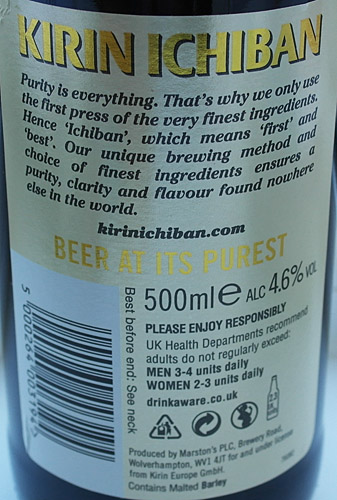 KIRIN ICHIBAN
Purity is everything. That's why we only use
the first press of the very finest ingredients.
Hence 'Ichiban', which means 'first' and
'best'. Our unique brewing method and
choice of finest ingredients ensures a
purity, clarity and flavour found nowhere
else in the world.
kirinichiban.com
BEER AT ITS PUREST
Best before end: See neck
500ml e ALC 4.6% VOL
PLEASE ENJOY RESPONSIBLY
UK Health Departments recommend
adults do not regularly exceed:
MEN 3-4 units daily
WOMEN 2-3 units daily
drinkaware.co.uk
Produced by Marston's PLC, Brewery Road,
Wolverhampton, WV1 4JT for and under license
from Kirin Europe GmbH.
Contains Malted Barley